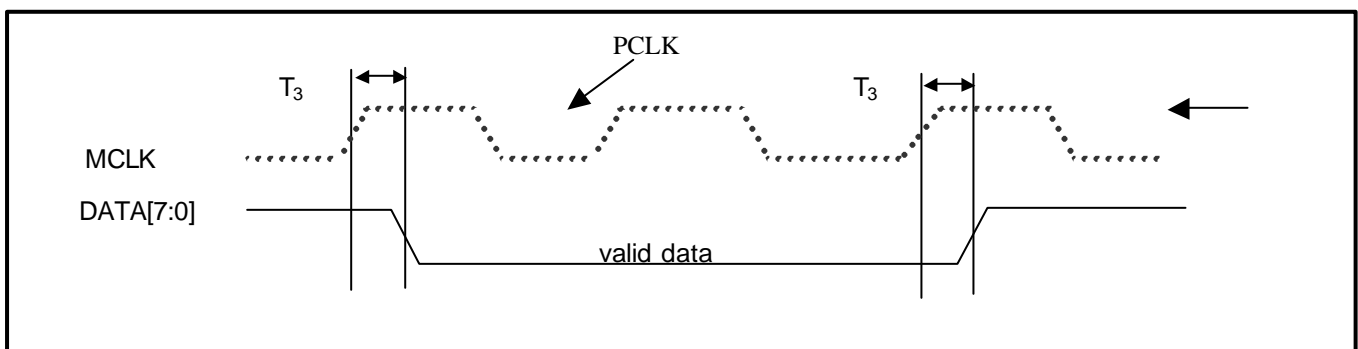 PCLK
T₃
T₃
MCLK
DATA[7:0]
valid data